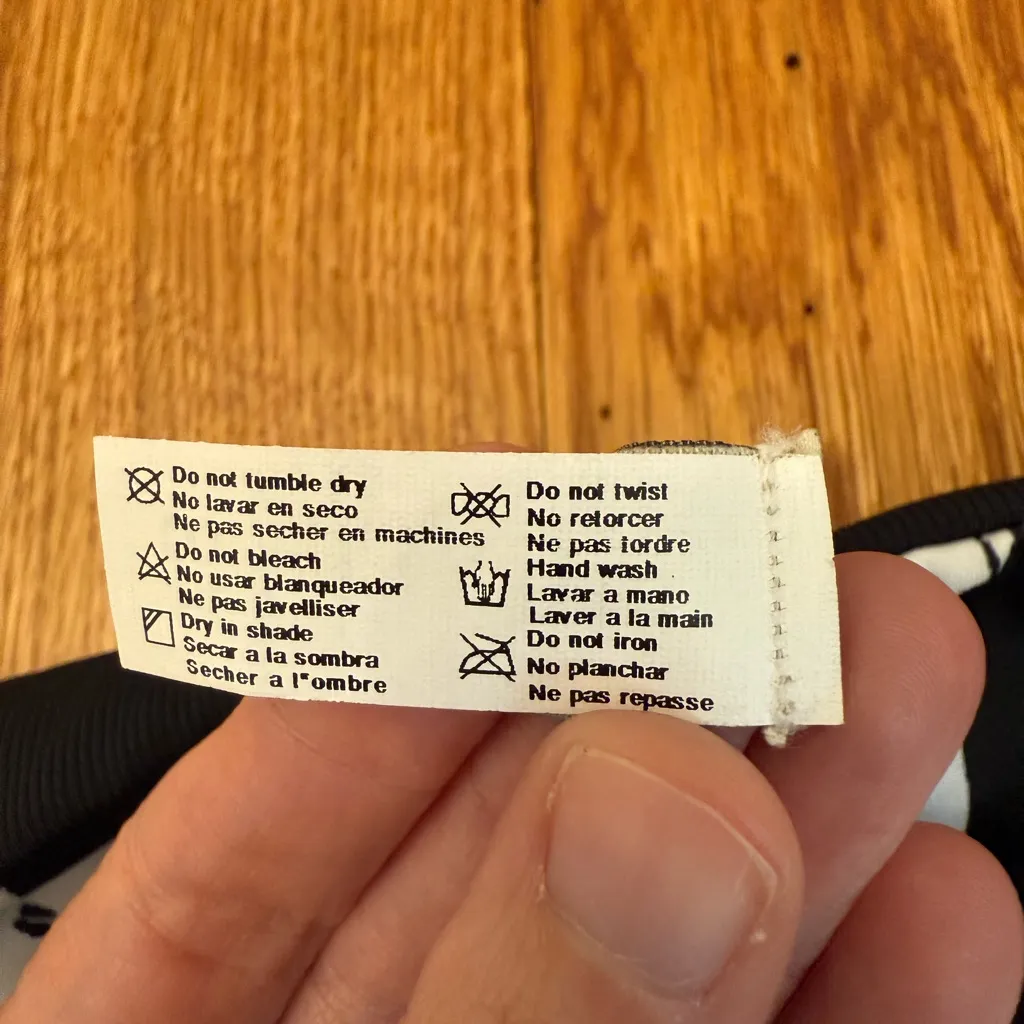 Do not tumble dry
No lavar en seco
Ne pas secher en machines
Do not bleach
No usar blanqueador
Ne pas javelliser
Dry in shade
Secar a la sombra
Secher a l"ombre
Do not twist
No retorcer
Ne pas tordre
Hand wash
Lavar a mano
Laver a la main
Do not iron
No planchar
Ne pas repasse